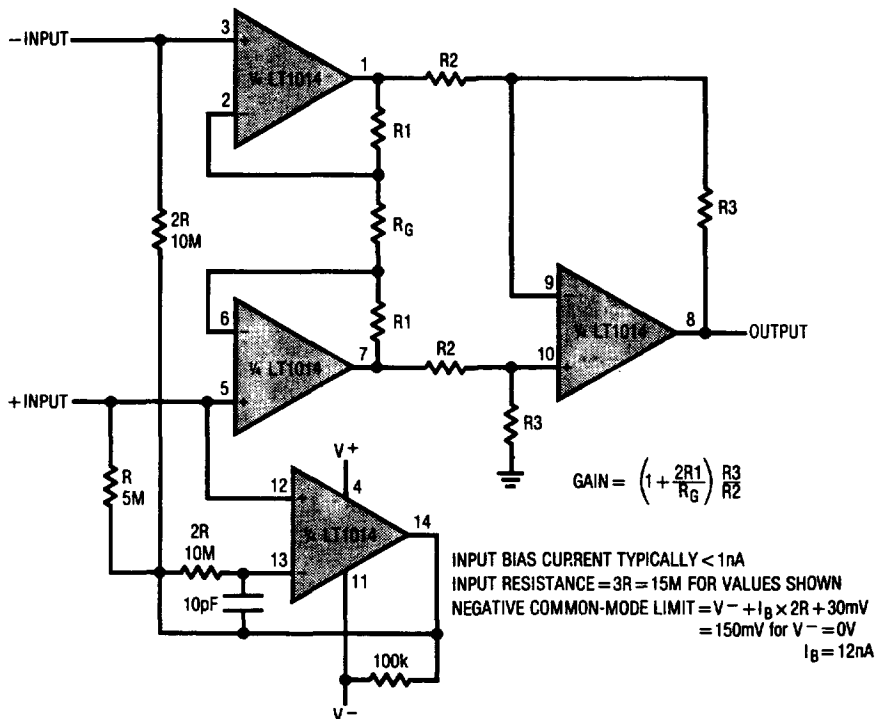 −INPUT
3
+
¼ LT1014
1
2
−
R2
R1
2R
10M
RG
R3
6
−
¼ LT1014
7
5
+
R1
R2
9
−
¼ LT1014
8
OUTPUT
10
+
+INPUT
R3
R
5M
V+
4
12
+
¼ LT1014
14
2R
10M
13
−
11
10pF
100k
V−
GAIN = (1 + 2R1/RG) R3/R2
INPUT BIAS CURRENT TYPICALLY < 1nA
INPUT RESISTANCE = 3R = 15M FOR VALUES SHOWN
NEGATIVE COMMON-MODE LIMIT = V− + IB × 2R + 30mV
= 150mV for V− = 0V
IB = 12nA